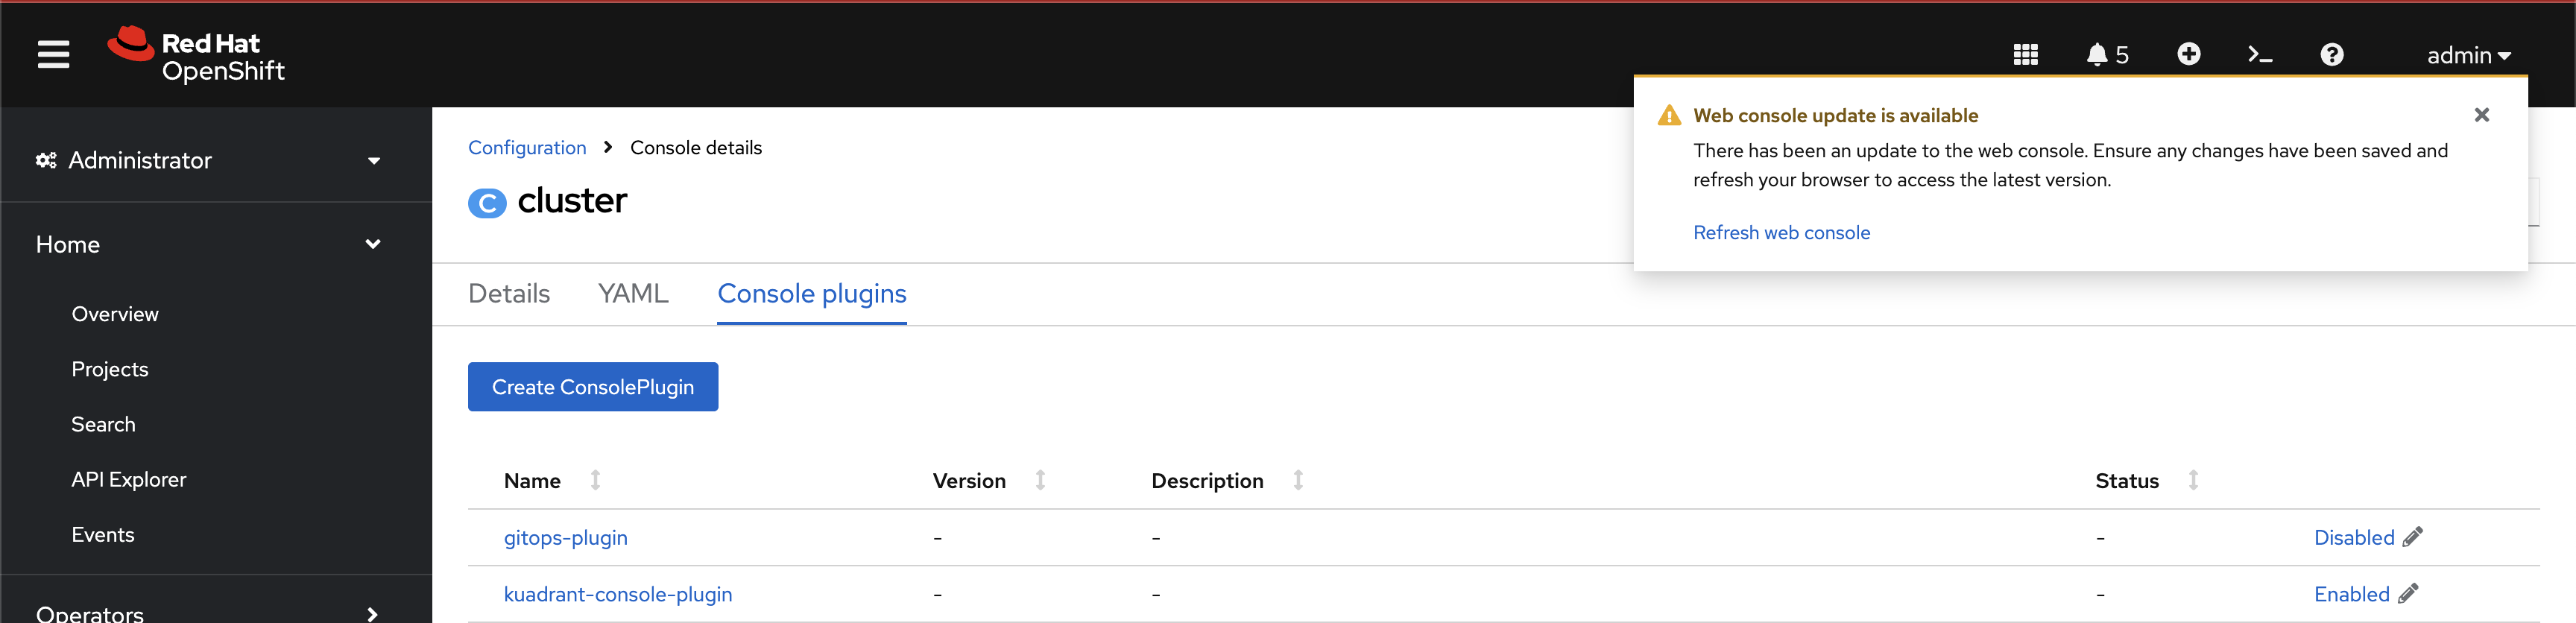 Red Hat
OpenShift
5
admin
Web console update is available
There has been an update to the web console. Ensure any changes have been saved and
refresh your browser to access the latest version.
Refresh web console
Administrator
Home
Overview
Projects
Search
API Explorer
Events
Operators
Configuration > Console details
C cluster
Details YAML Console plugins
Create ConsolePlugin
Name Version Description Status
gitops-plugin - - - Disabled
kuadrant-console-plugin - - - Enabled